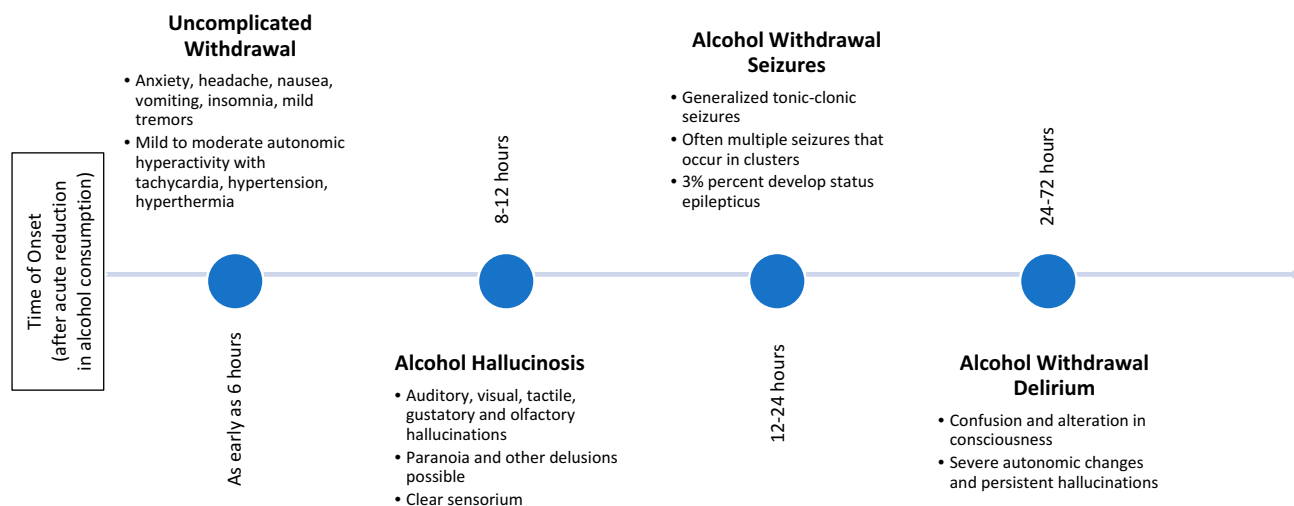 Time of Onset
(after acute reduction
in alcohol consumption)
Uncomplicated
Withdrawal
• Anxiety, headache, nausea,
vomiting, insomnia, mild
tremors
• Mild to moderate autonomic
hyperactivity with
tachycardia, hypertension,
hyperthermia
As early as 6 hours
8-12 hours
Alcohol Hallucinosis
• Auditory, visual, tactile,
gustatory and olfactory
hallucinations
• Paranoia and other delusions
possible
• Clear sensorium
Alcohol Withdrawal
Seizures
• Generalized tonic-clonic
seizures
• Often multiple seizures that
occur in clusters
• 3% percent develop status
epilepticus
12-24 hours
24-72 hours
Alcohol Withdrawal
Delirium
• Confusion and alteration in
consciousness
• Severe autonomic changes
and persistent hallucinations